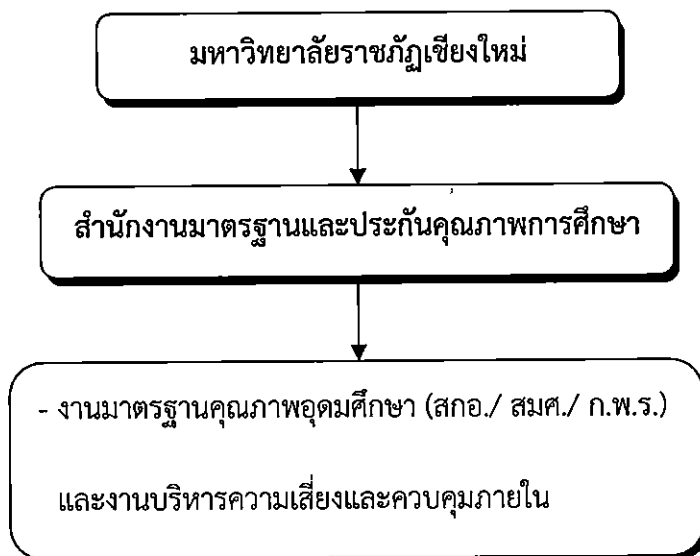 มหาวิทยาลัยราชภัฏเชียงใหม่
สำนักงานมาตรฐานและประกันคุณภาพการศึกษา
- งานมาตรฐานคุณภาพอุดมศึกษา (สกอ./ สมศ./ ก.พ.ร.)
และงานบริหารความเสี่ยงและควบคุมภายใน